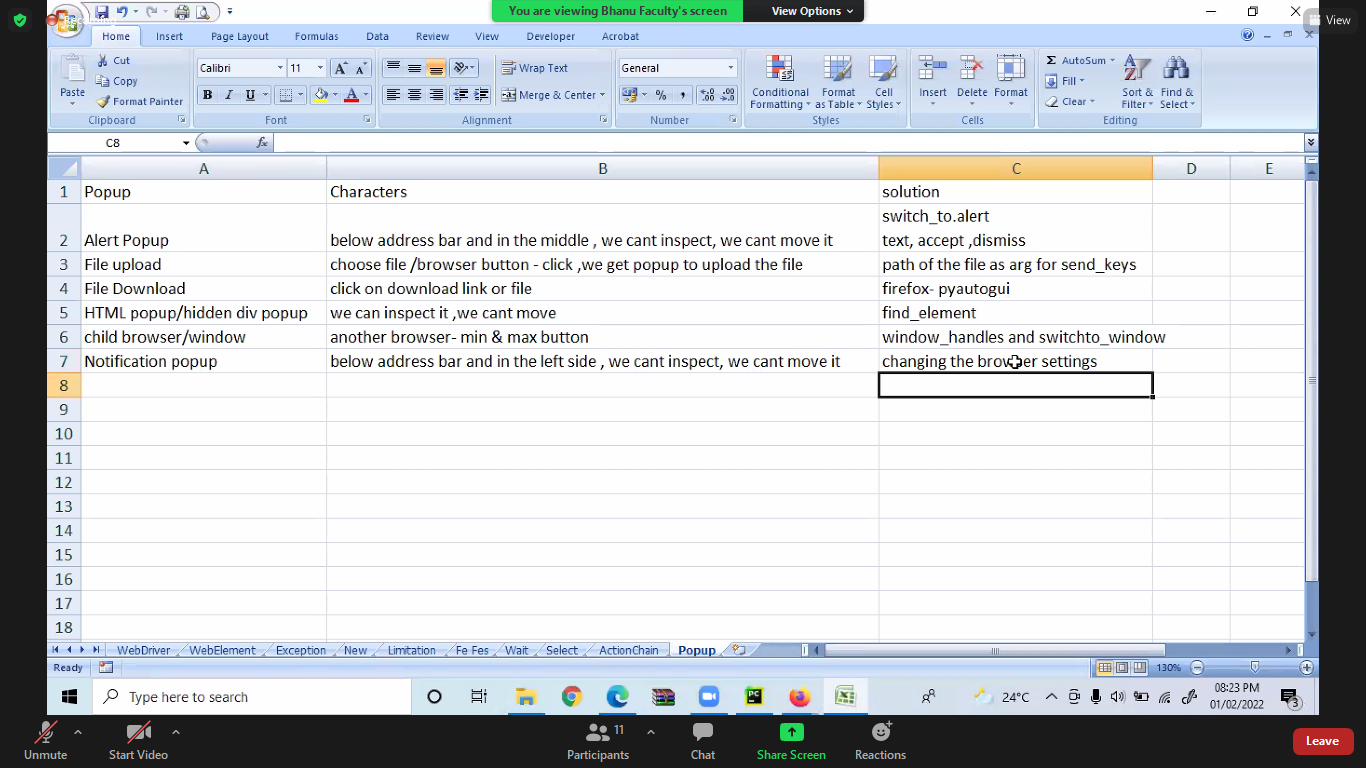 You are viewing Bhanu Faculty's screen
View Options
View
Home Insert Page Layout Formulas Data Review View Developer Acrobat
Paste
Cut
Copy
Format Painter
Clipboard
Calibri 11
B I U
Font
Wrap Text
Merge & Center
Alignment
General
Number
Conditional Formatting
Format as Table
Cell Styles
Styles
Insert Delete Format
Cells
AutoSum
Fill
Clear
Sort & Filter
Find & Select
Editing
C8
fx
A B C D E
1 Popup Characters solution
switch_to.alert
2 Alert Popup below address bar and in the middle , we cant inspect, we cant move it text, accept ,dismiss
3 File upload choose file /browser button - click ,we get popup to upload the file path of the file as arg for send_keys
4 File Download click on download link or file firefox- pyautogui
5 HTML popup/hidden div popup we can inspect it ,we cant move find_element
6 child browser/window another browser- min & max button window_handles and switchto_window
7 Notification popup below address bar and in the left side , we cant inspect, we cant move it changing the browser settings
8
9
10
11
12
13
14
15
16
17
18
WebDriver WebElement Exception New Limitation Fe Fes Wait Select ActionChain Popup
Ready
130%
Type here to search
24°C
08:23 PM
01/02/2022
3
Unmute
Start Video
Participants
11
Chat
Share Screen
Reactions
Leave